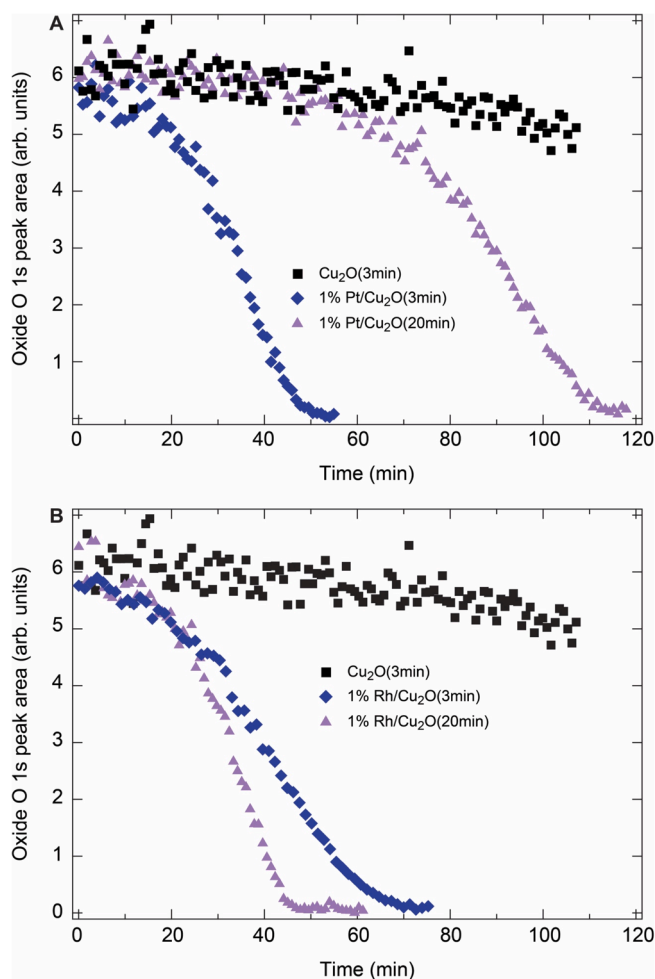 A
Oxide O 1s peak area (arb. units)
6
5
4
3
2
1
Cu₂O(3min)
1% Pt/Cu₂O(3min)
1% Pt/Cu₂O(20min)
0 20 40 60 80 100 120
Time (min)
B
Oxide O 1s peak area (arb. units)
6
5
4
3
2
1
0
Cu₂O(3min)
1% Rh/Cu₂O(3min)
1% Rh/Cu₂O(20min)
0 20 40 60 80 100 120
Time (min)